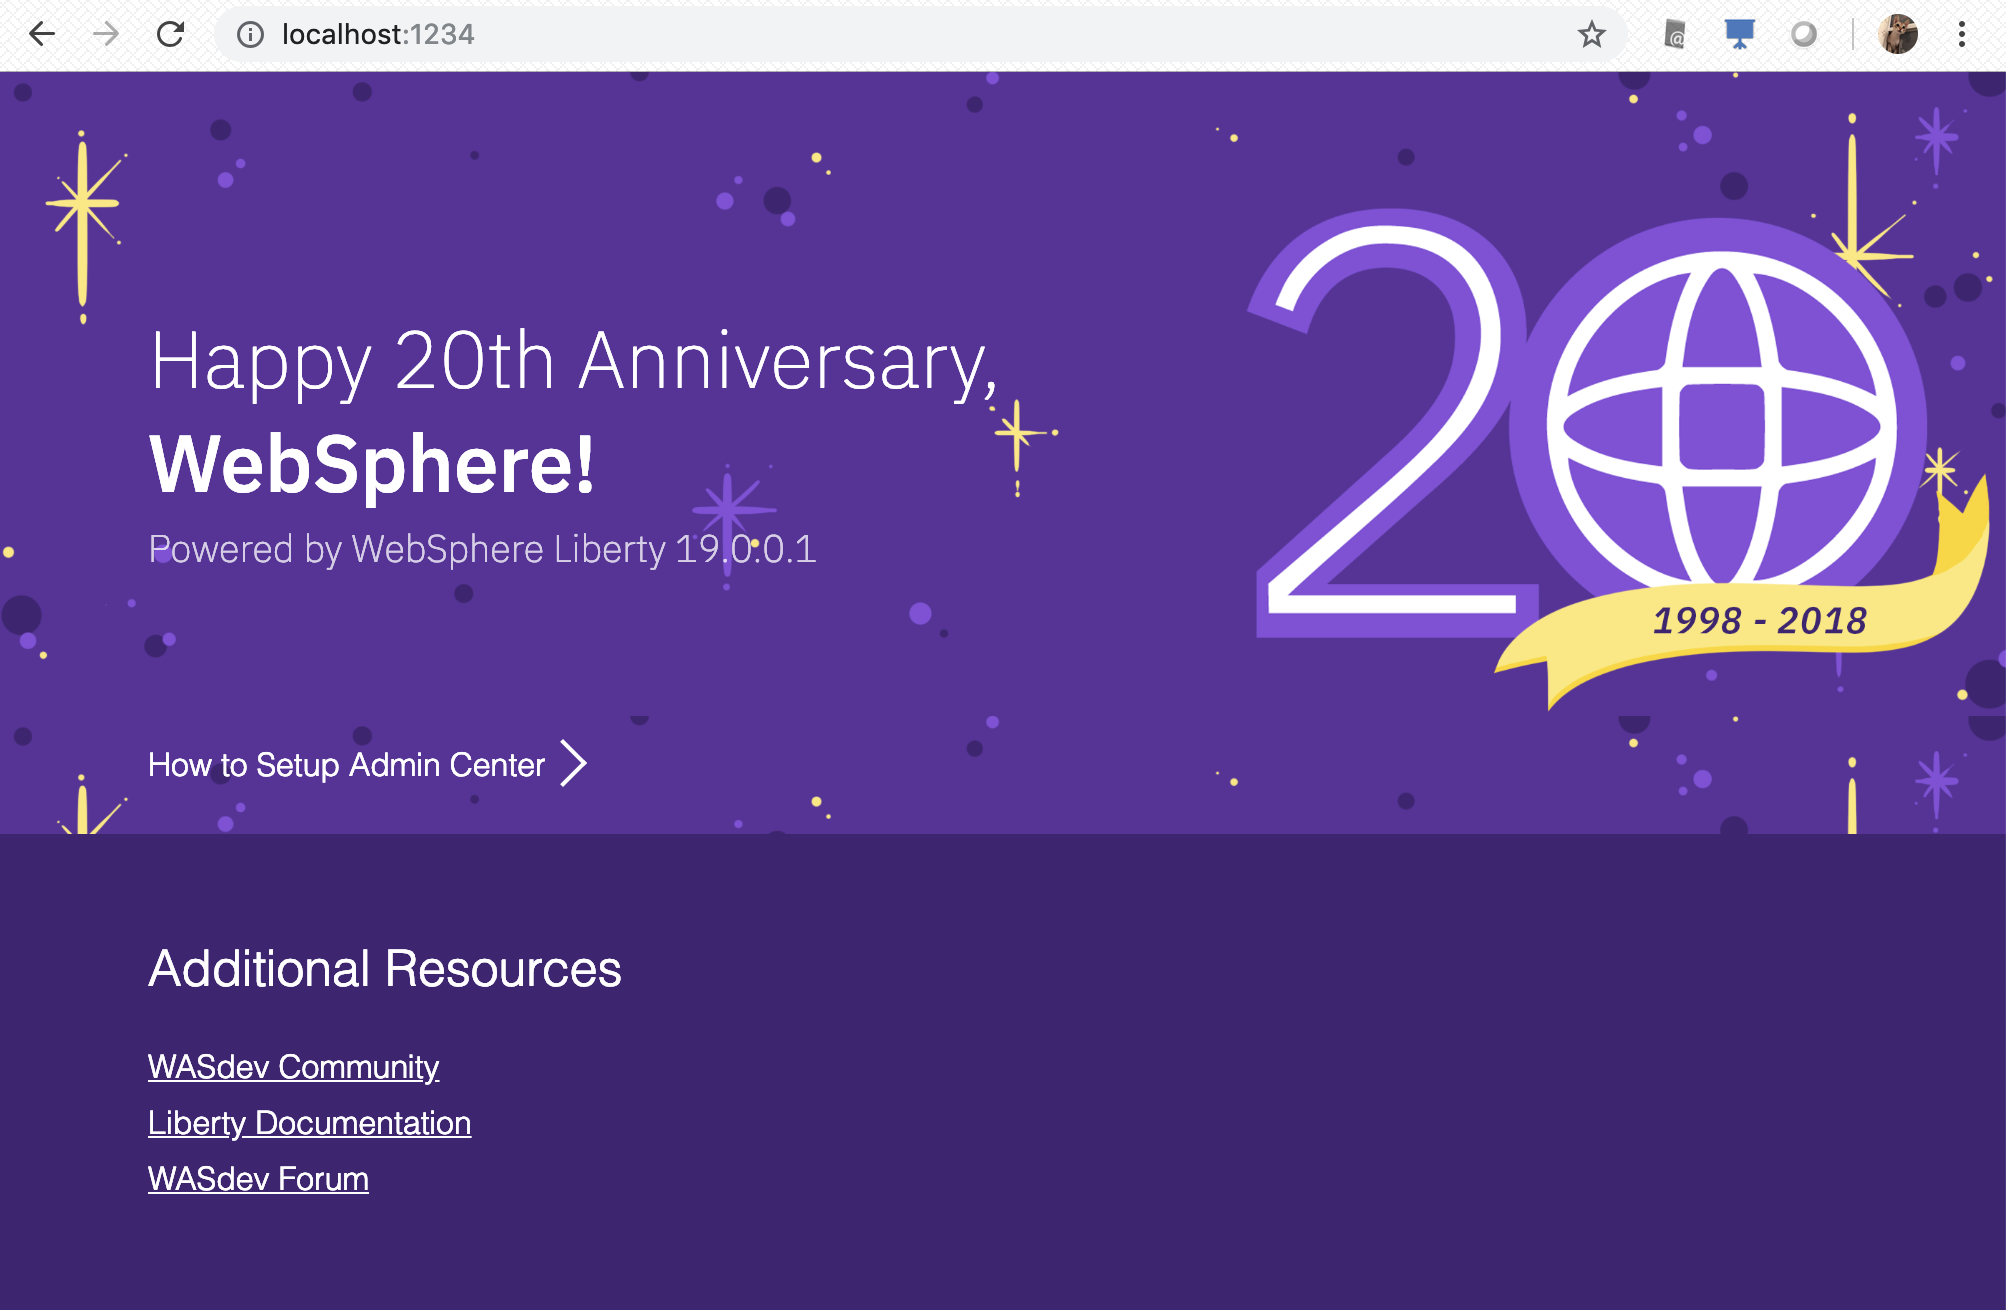 localhost:1234
Happy 20th Anniversary,
WebSphere!
Powered by WebSphere Liberty 19.0.0.1
20
1998 - 2018
How to Setup Admin Center
Additional Resources
WASdev Community
Liberty Documentation
WASdev Forum